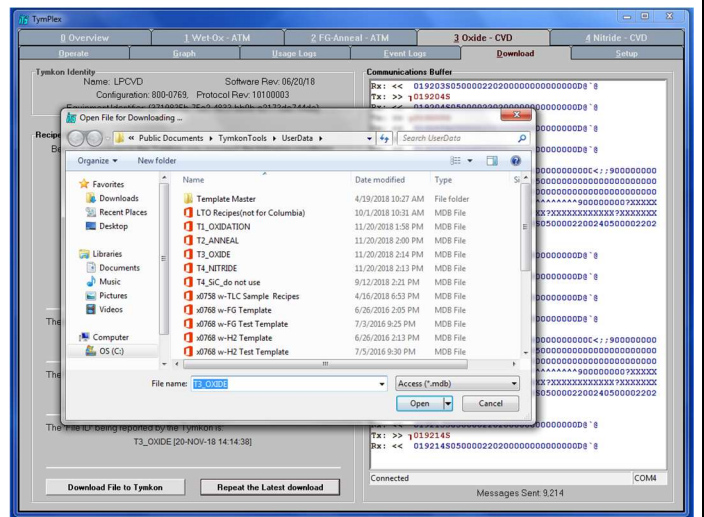 TymPlex
0 Overview
1 Wet-Ox - ATM
2 FG-Anneal - ATM
3 Oxide - CVD
4 Nitride - CVD
Operate
Graph
Usage Logs
Event Logs
Download
Setup
Tymkon Identity
Name: LPCVD
Software Rev: 06/20/18
Configuration: 800-0769,
Protocol Rev: 10100003
Communications Buffer
Rx: << 019203S050000220200000000000000D@`@
Tx: >> 019204S
Open File for Downloading ...
« Public Documents ▸ TymkonTools ▸ UserData ▸
Search UserData
Organize
New folder
Favorites
Downloads
Recent Places
Desktop
Libraries
Documents
Music
Pictures
Videos
Computer
OS (C:)
Name
Date modified
Type
Template Master 4/19/2018 10:27 AM File folder
LTO Recipes(not for Columbia) 10/1/2018 10:31 AM MDB File
T1_OXIDATION 11/20/2018 1:58 PM MDB File
T2_ANNEAL 11/20/2018 2:00 PM MDB File
T3_OXIDE 11/20/2018 2:14 PM MDB File
T4_NITRIDE 11/20/2018 2:13 PM MDB File
T4_SiC_do not use 9/12/2018 2:21 PM MDB File
x0758 w-TLC Sample Recipes 4/16/2018 6:53 PM MDB File
x0768 w-FG Template 6/26/2016 2:05 PM MDB File
x0768 w-FG Test Template 7/3/2016 9:25 PM MDB File
x0768 w-H2 Template 6/26/2016 2:13 PM MDB File
x0768 w-H2 Test Template 7/5/2016 9:30 PM MDB File
File name: T3_OXIDE
Access (*.mdb)
Open
Cancel
The 'File ID' being reported by the Tymkon is:
T3_OXIDE [20-NOV-18 14:14:38]
Tx: >> 019214S
Rx: << 019214S050000220200000000000000D@`@
Download File to Tymkon
Repeat the Latest download
Connected
COM4
Messages Sent: 9,214